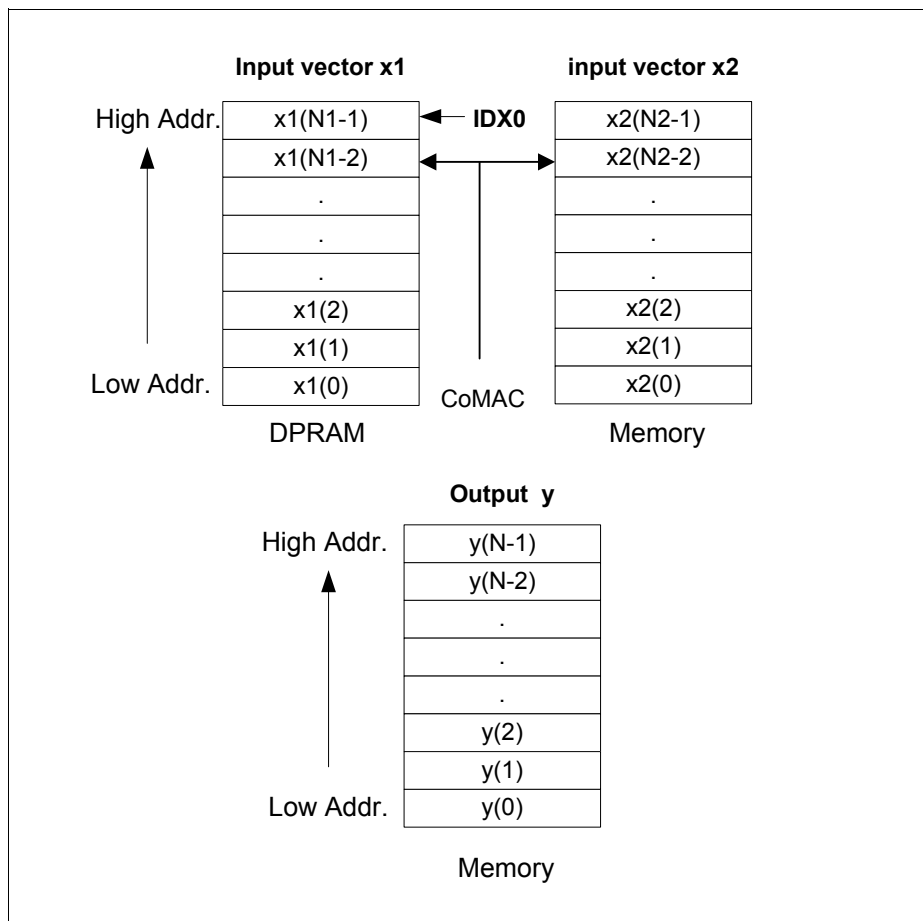 Input vector x1
input vector x2
High Addr.
x1(N1-1)
IDX0
x2(N2-1)
x1(N1-2)
x2(N2-2)
.
.
.
.
.
.
x1(2)
x2(2)
x1(1)
x2(1)
Low Addr.
x1(0)
CoMAC
x2(0)
DPRAM
Memory
Output y
High Addr.
y(N-1)
y(N-2)
.
.
.
y(2)
y(1)
Low Addr.
y(0)
Memory